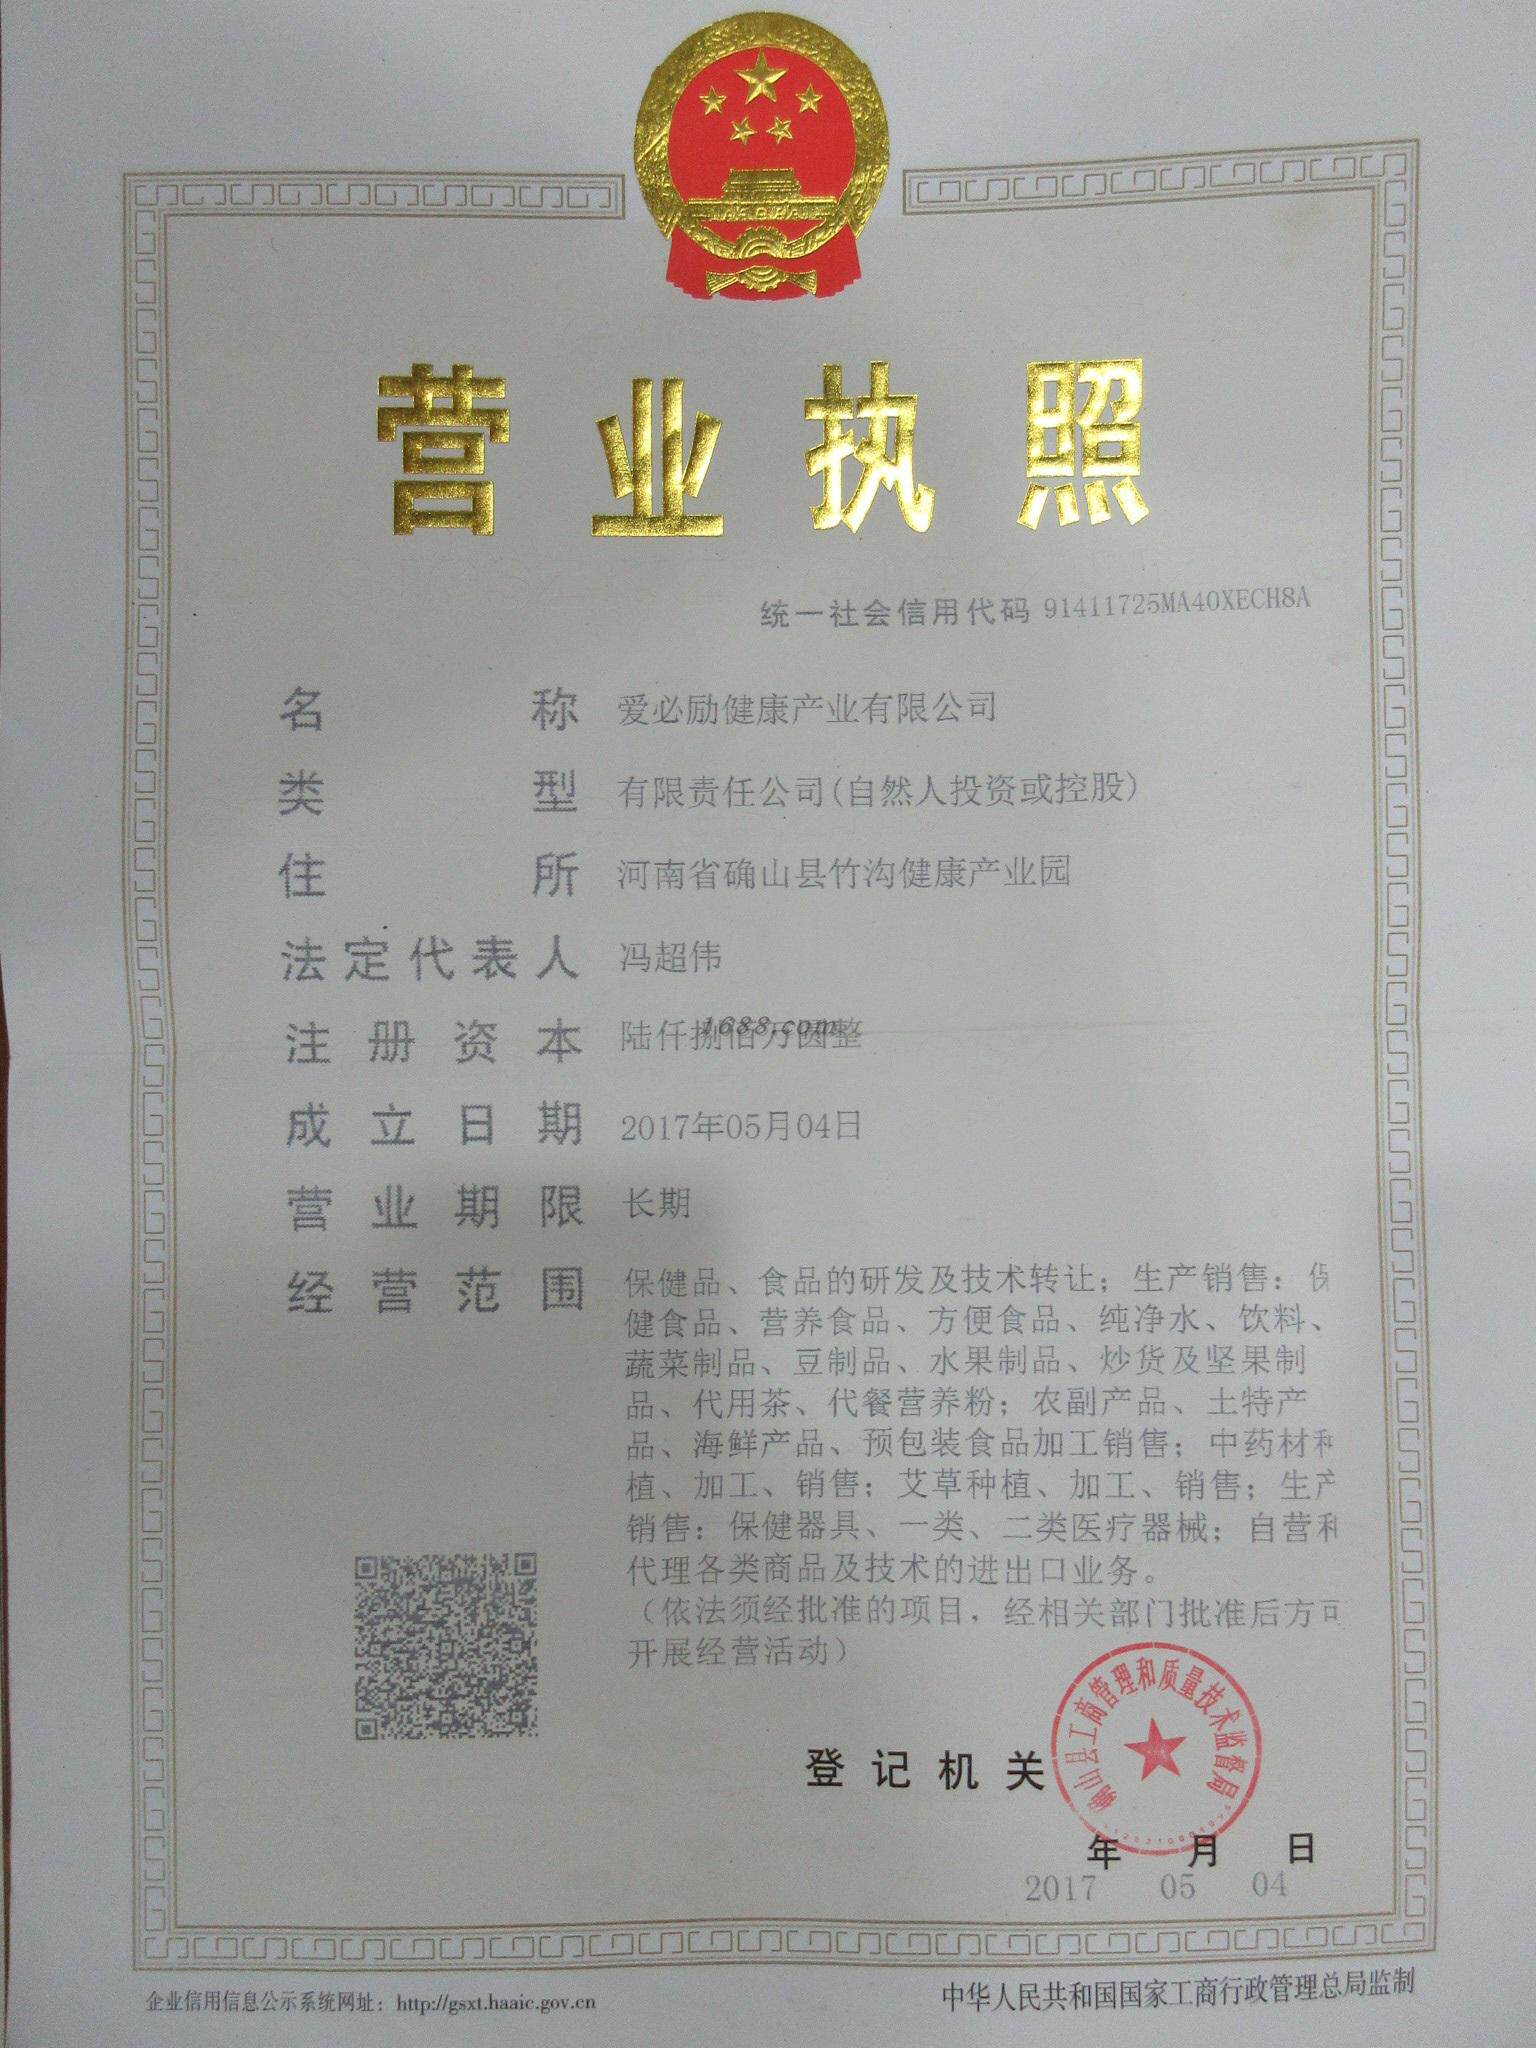 营业执照
统一社会信用代码 91411725MA40XECH8A
名称 爱必励健康产业有限公司
类型 有限责任公司(自然人投资或控股)
住所 河南省确山县竹沟健康产业园
法定代表人 冯超伟
注册资本 陆仟捌佰万圆整
1688.com
成立日期 2017年05月04日
营业期限 长期
经营范围 保健品、食品的研发及技术转让；生产销售：保
健食品、营养食品、方便食品、纯净水、饮料、
蔬菜制品、豆制品、水果制品、炒货及坚果制
品、代用茶、代餐营养粉；农副产品、土特产
品、海鲜产品、预包装食品加工销售；中药材种
植、加工、销售；艾草种植、加工、销售；生产
销售：保健器具、一类、二类医疗器械；自营和
代理各类商品及技术的进出口业务。
（依法须经批准的项目，经相关部门批准后方可
开展经营活动）
登记机关
确山县工商管理和质量技术监督局
年 月 日
2017 05 04
企业信用信息公示系统网址：http://gsxt.haaic.gov.cn
中华人民共和国国家工商行政管理总局监制